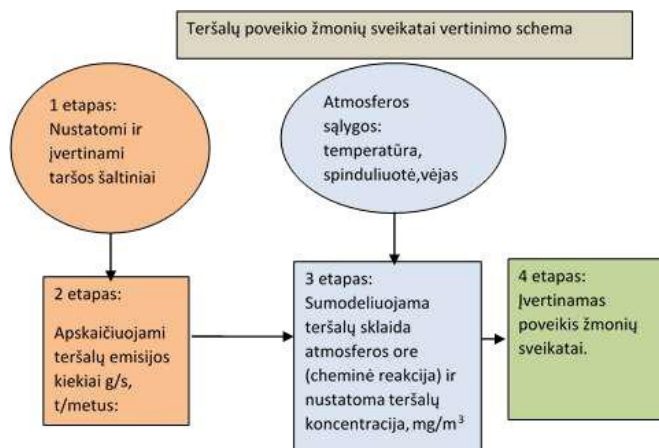 Teršalų poveikio žmonių sveikatai vertinimo schema
1 etapas:
Nustatomi ir
įvertinami
taršos šaltiniai
Atmosferos
sąlygos:
temperatūra,
spinduliuotė,vėjas
2 etapas:
Apskaičiuojami
teršalų emisijos
kiekiai g/s,
t/metus:
3 etapas:
Sumodeliuojama
teršalų sklaida
atmosferos ore
(cheminė reakcija) ir
nustatoma teršalų
koncentracija, mg/m³
4 etapas:
Įvertinamas
poveikis žmonių
sveikatai.